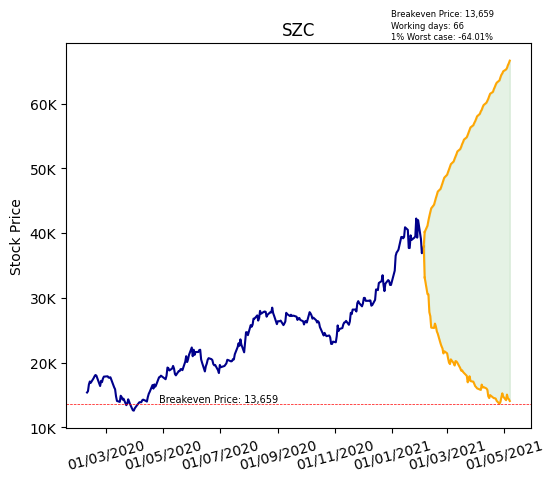 Breakeven Price: 13,659
Working days: 66
1% Worst case: -64.01%
SZC
Stock Price
60K
50K
40K
30K
20K
10K
Breakeven Price: 13,659
01/03/2020
01/05/2020
01/07/2020
01/09/2020
01/11/2020
01/01/2021
01/03/2021
01/05/2021